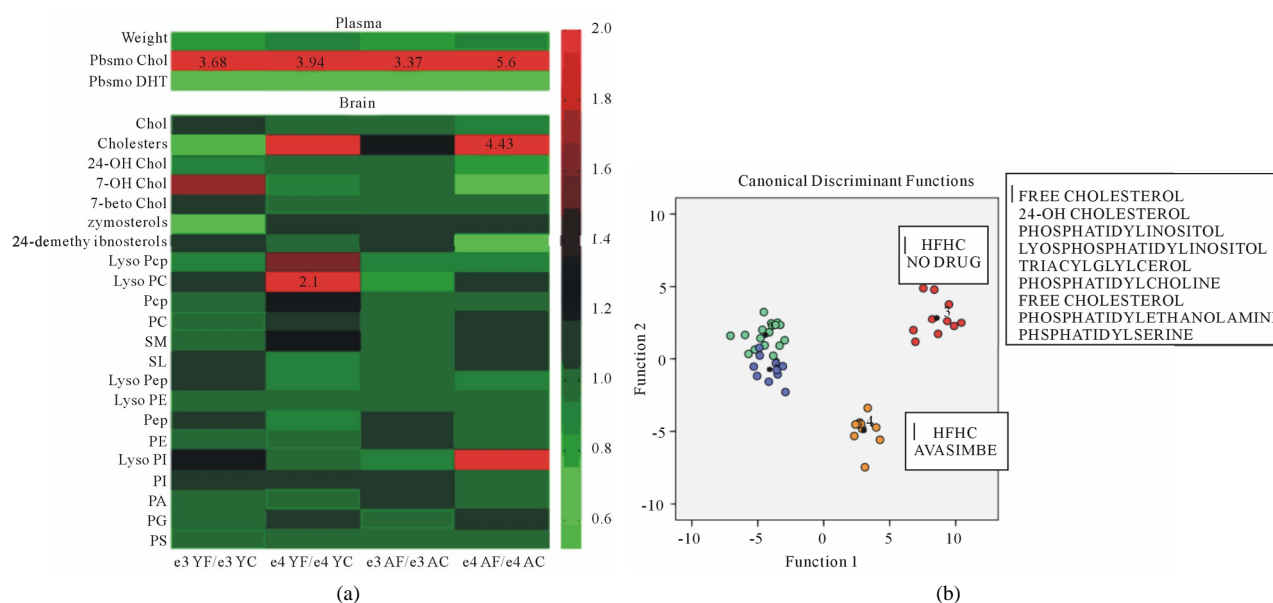 Plasma
Weight
Pbsmo Chol 3.68 3.94 3.37 5.6
Pbsmo DHT
Brain
Chol
Cholesters 4.43
24-OH Chol
7-OH Chol
7-beto Chol
zymosterols
24-demethy ibnosterols
Lyso Pcp
Lyso PC 2.1
Pcp
PC
SM
SL
Lyso Pep
Lyso PE
Pep
PE
Lyso PI
PI
PA
PG
PS
e3 YF/e3 YC e4 YF/e4 YC e3 AF/e3 AC e4 AF/e4 AC
2.0
1.8
1.6
1.4
1.2
1.0
0.8
0.6
(a)
Canonical Discriminant Functions
Function 2
10
5
0
-5
-10
-10 -5 0 5 10
Function 1
HFHC
NO DRUG
3
4
HFHC
AVASIMBE
FREE CHOLESTEROL
24-OH CHOLESTEROL
PHOSPHATIDYLINOSITOL
LYOSPHOSPHATIDYLINOSITOL
TRIACYLGLYLCEROL
PHOSPHATIDYLCHOLINE
FREE CHOLESTEROL
PHOSPHATIDYLETHANOLAMINE
PHSPHATIDYLSERINE
(b)